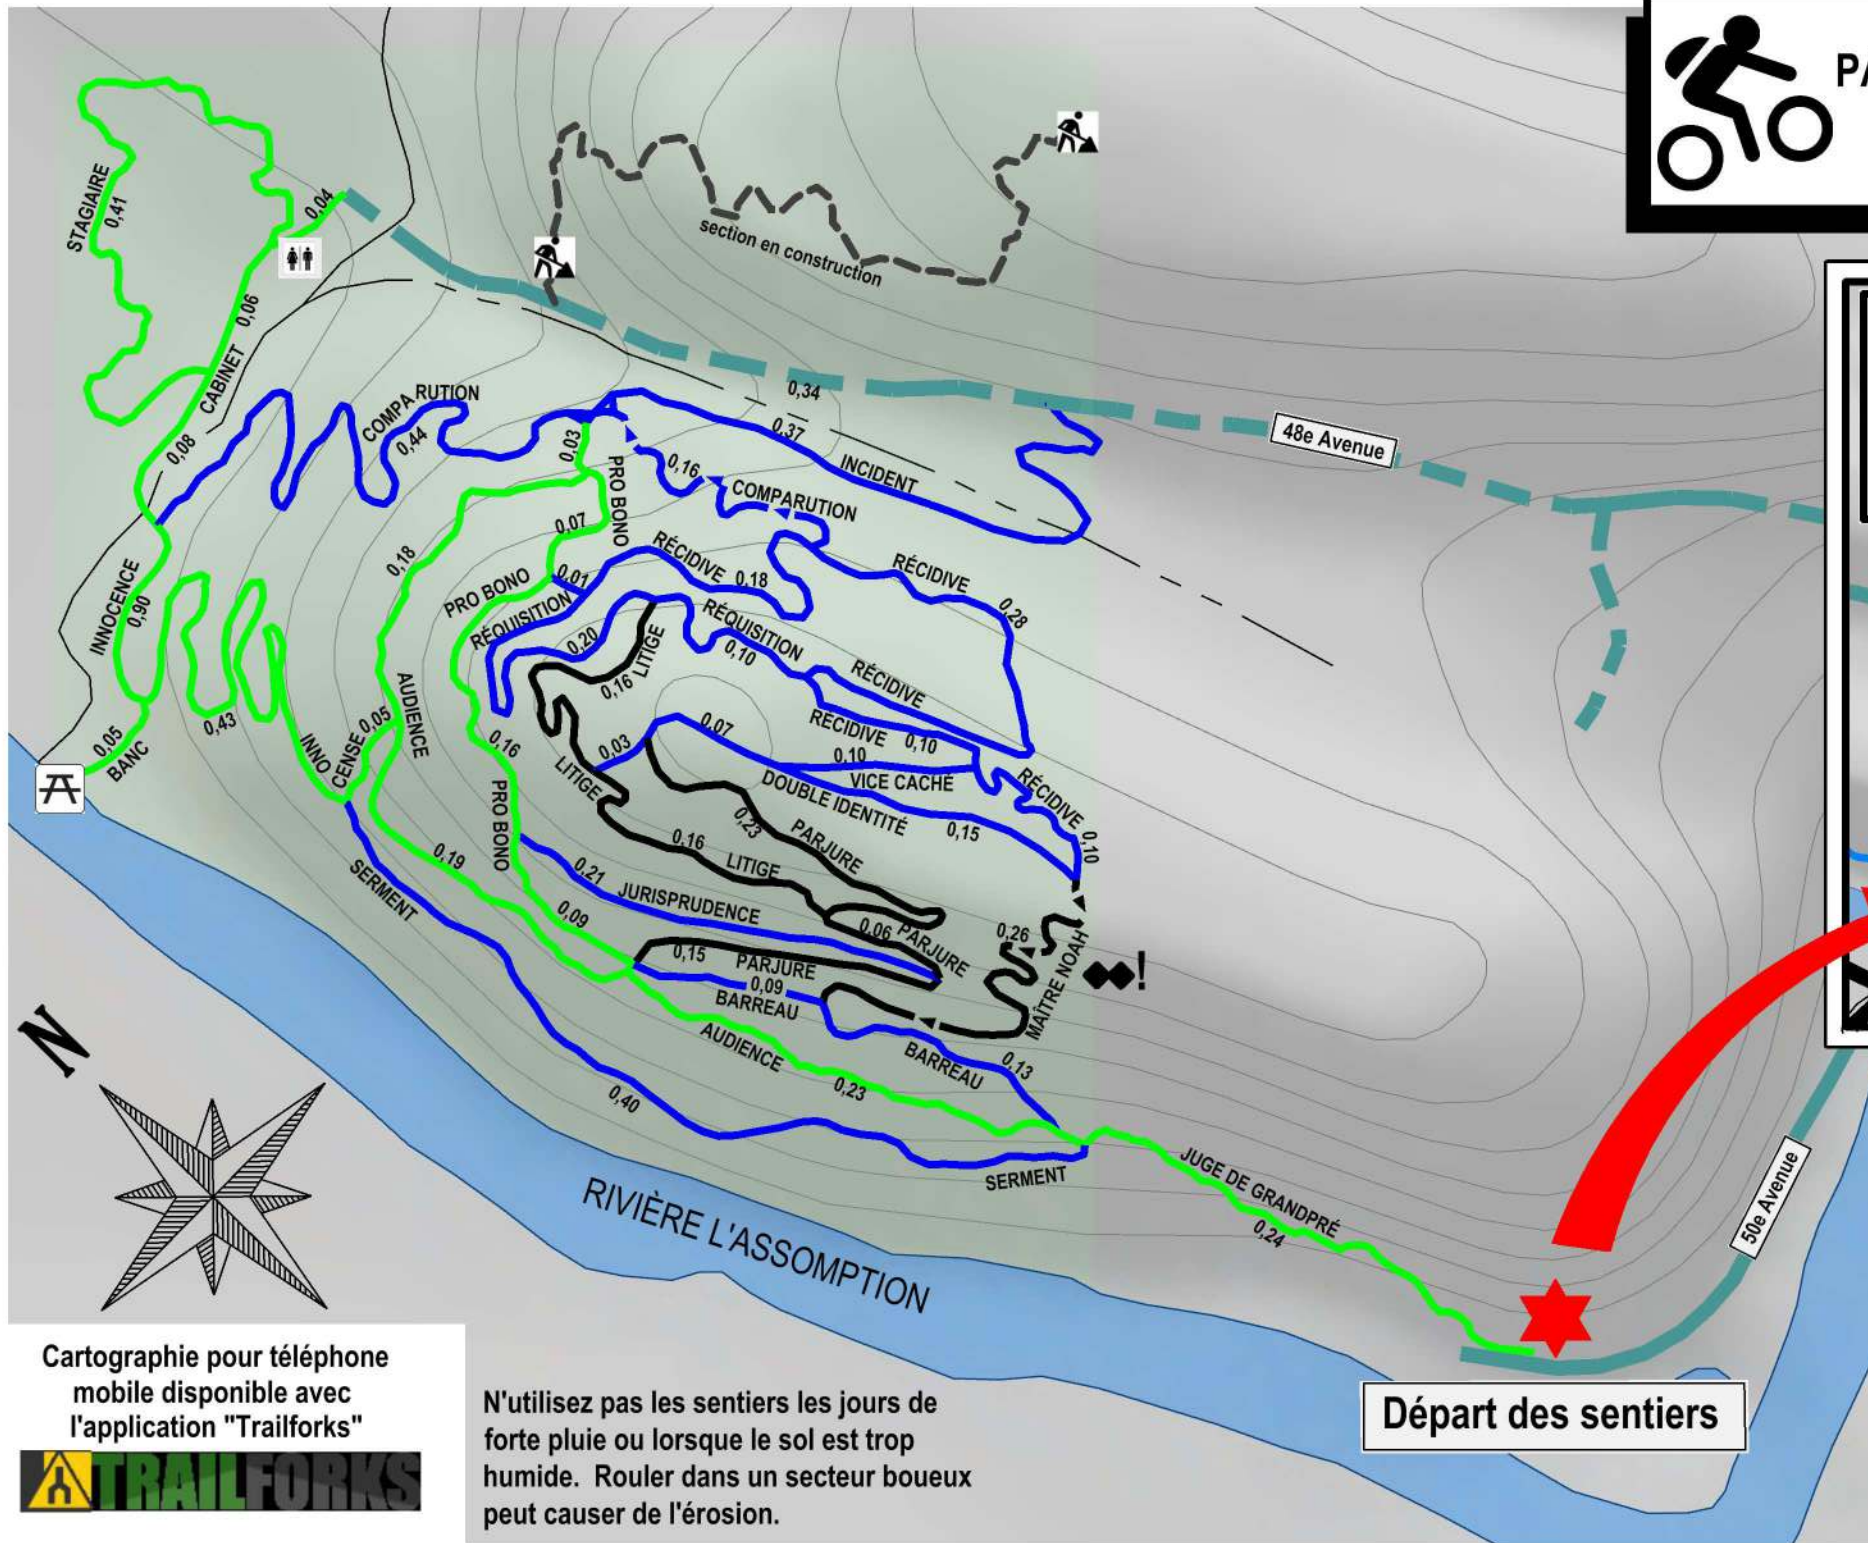 PA
STAGIAIRE
0,41
0,04
0,06
CABINET
0,08
section en construction
COMPA RUTION
0,44
0,34
48e Avenue
0,37
INCIDENT
0,03
PRO BONO
0,16
COMPARUTION
0,07
0,18
RÉCIDIVE
0,18
RÉCIDIVE
0,28
0,01
PRO BONO
RÉQUISITION
INNOCENCE
0,90
0,20
LITIGE
0,16
RÉQUISITION
0,10
RÉCIDIVE
RÉCIDIVE
0,10
0,10
VICE CACHÉ
RÉCIDIVE
0,10
0,43
INNO CENSE
0,05
AUDIENCE
0,05
BANC
0,16
0,03
0,07
LITIGE
DOUBLE IDENTITÉ
0,15
PRO BONO
0,23
PARJURE
0,16
LITIGE
0,19
SERMENT
0,21
JURISPRUDENCE
0,09
0,06
PARJURE
0,26
MAÎTRE NOAH
!
0,15
PARJURE
0,09
BARREAU
AUDIENCE
0,23
BARREAU
0,13
0,40
SERMENT
JUGE DE GRANDPRÉ
0,24
50e Avenue
RIVIÈRE L'ASSOMPTION
N
Départ des sentiers
Cartographie pour téléphone
mobile disponible avec
l'application "Trailforks"
TRAILFORKS
N'utilisez pas les sentiers les jours de
forte pluie ou lorsque le sol est trop
humide. Rouler dans un secteur boueux
peut causer de l'érosion.